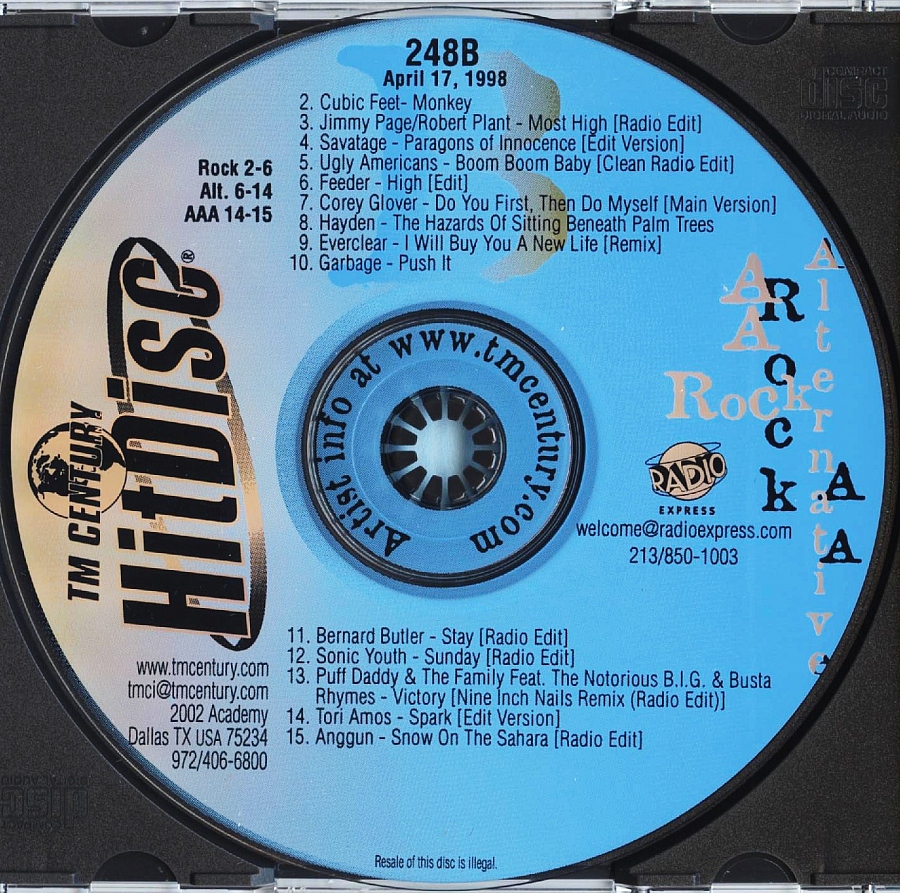 248B
April 17, 1998
2. Cubic Feet- Monkey
3. Jimmy Page/Robert Plant - Most High [Radio Edit]
4. Savatage - Paragons of Innocence [Edit Version]
5. Ugly Americans - Boom Boom Baby [Clean Radio Edit]
6. Feeder - High [Edit]
7. Corey Glover - Do You First, Then Do Myself [Main Version]
8. Hayden - The Hazards Of Sitting Beneath Palm Trees
9. Everclear - I Will Buy You A New Life [Remix]
10. Garbage - Push It
Rock 2-6
Alt. 6-14
AAA 14-15
COMPACT
disc
DIGITAL AUDIO
TM CENTURY
HitDisc®
Artist info at www.tmcentury.com
AAA
Rock
Rock
Alternative
AAA
RADIO
EXPRESS
welcome@radioexpress.com
213/850-1003
11. Bernard Butler - Stay [Radio Edit]
12. Sonic Youth - Sunday [Radio Edit]
13. Puff Daddy & The Family Feat. The Notorious B.I.G. & Busta
Rhymes - Victory [Nine Inch Nails Remix (Radio Edit)]
14. Tori Amos - Spark [Edit Version]
15. Anggun - Snow On The Sahara [Radio Edit]
www.tmcentury.com
tmci@tmcentury.com
2002 Academy
Dallas TX USA 75234
972/406-6800
COMPACT
disc
DIGITAL AUDIO
Resale of this disc is illegal.